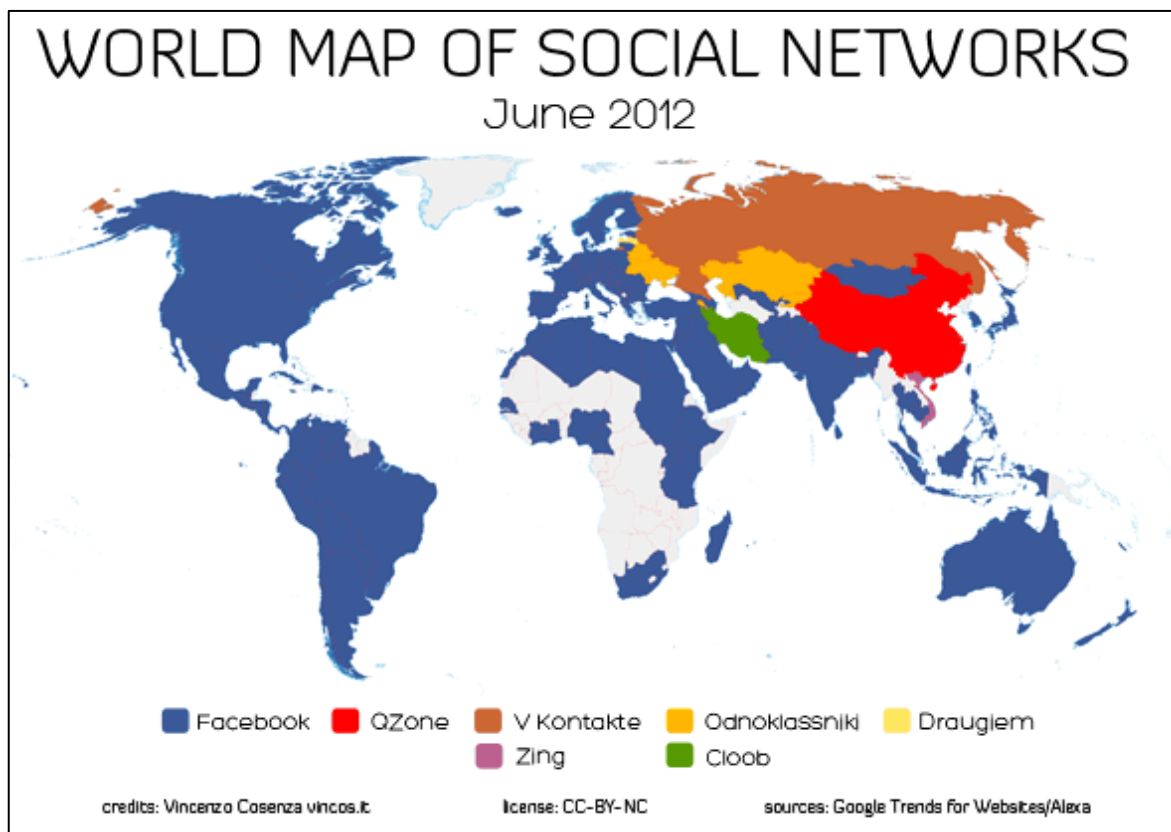 WORLD MAP OF SOCIAL NETWORKS
June 2012
Facebook QZone V Kontakte Odnoklassniki Draugiem
Zing Cloob
credits: Vincenzo Cosenza vincos.it license: CC-BY-NC sources: Google Trends for Websites/Alexa